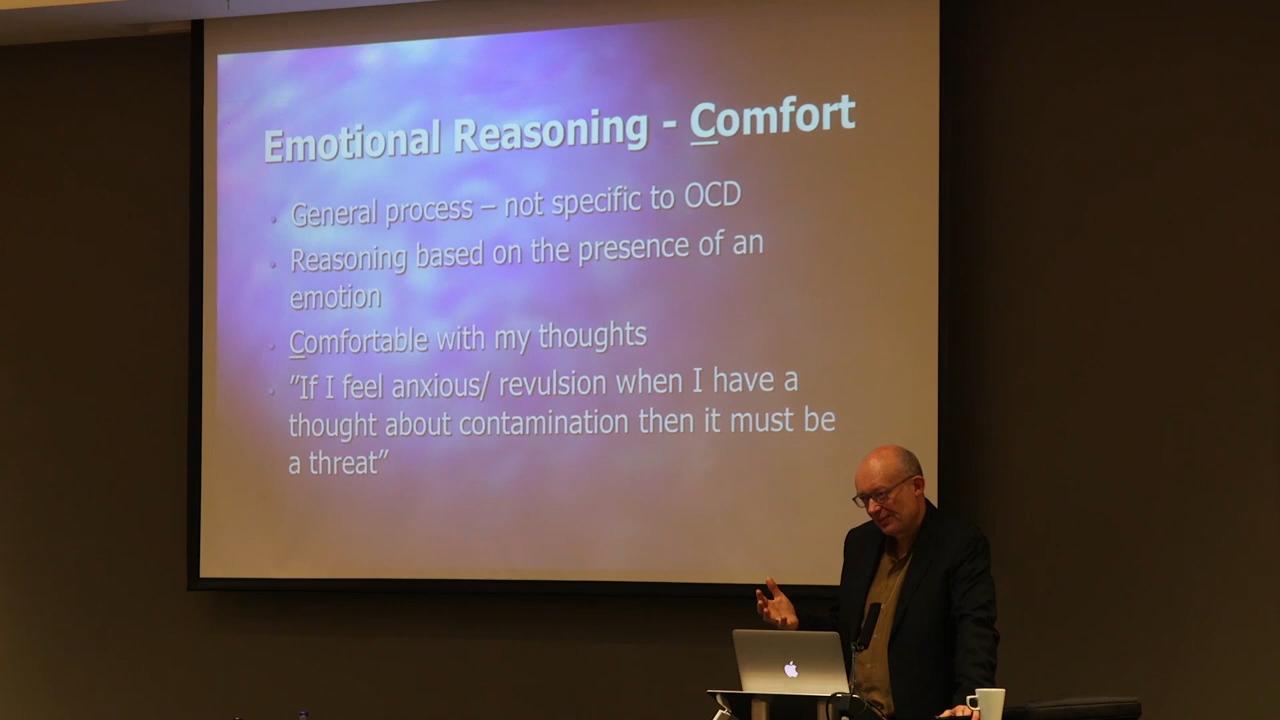 Emotional Reasoning - Comfort
General process – not specific to OCD
Reasoning based on the presence of an
emotion
Comfortable with my thoughts
”If I feel anxious/ revulsion when I have a
thought about contamination then it must be
a threat”